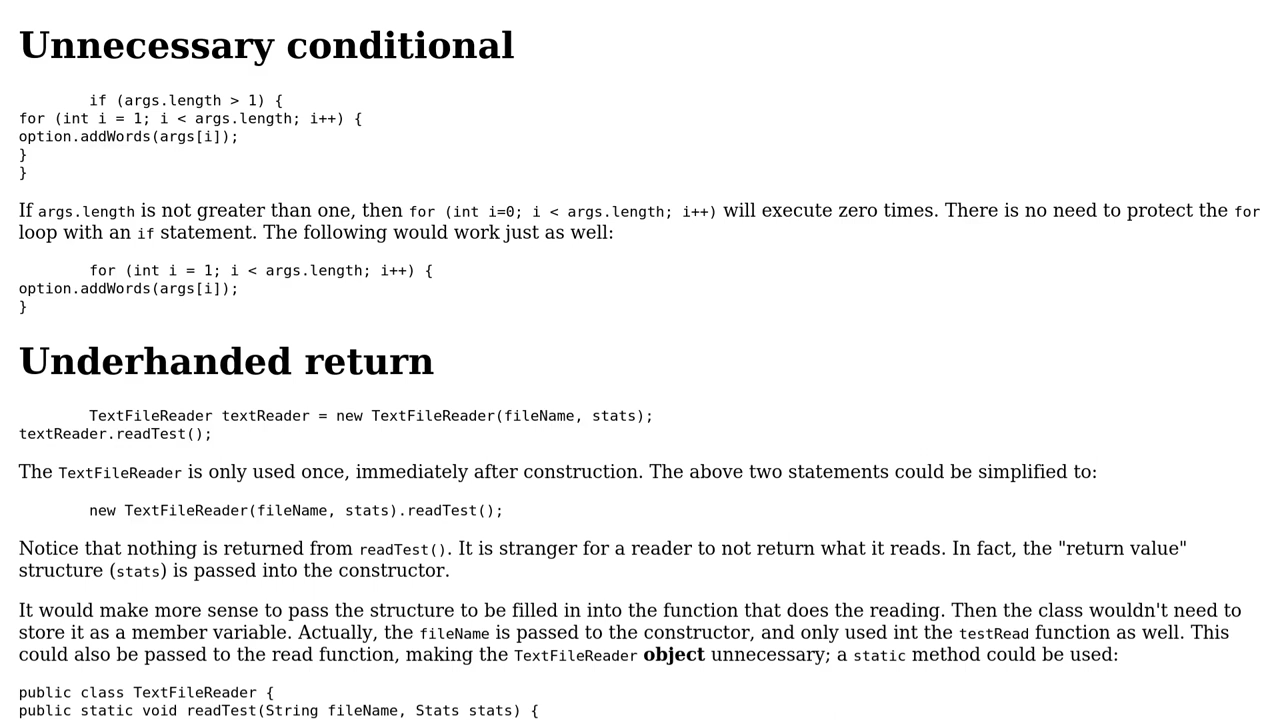 Unnecessary conditional
if (args.length > 1) {
for (int i = 1; i < args.length; i++) {
option.addWords(args[i]);
}
}
If args.length is not greater than one, then for (int i=0; i < args.length; i++) will execute zero times. There is no need to protect the for
loop with an if statement. The following would work just as well:
for (int i = 1; i < args.length; i++) {
option.addWords(args[i]);
}
Underhanded return
TextFileReader textReader = new TextFileReader(fileName, stats);
textReader.readTest();
The TextFileReader is only used once, immediately after construction. The above two statements could be simplified to:
new TextFileReader(fileName, stats).readTest();
Notice that nothing is returned from readTest(). It is stranger for a reader to not return what it reads. In fact, the "return value"
structure (stats) is passed into the constructor.
It would make more sense to pass the structure to be filled in into the function that does the reading. Then the class wouldn't need to
store it as a member variable. Actually, the fileName is passed to the constructor, and only used int the testRead function as well. This
could also be passed to the read function, making the TextFileReader object unnecessary; a static method could be used:
public class TextFileReader {
public static void readTest(String fileName, Stats stats) {